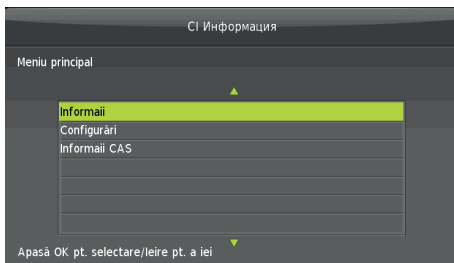 CI Информация
Meniu principal
Informaii
Configurări
Informaii CAS
Apasă OK pt. selectare/Ieire pt. a iei